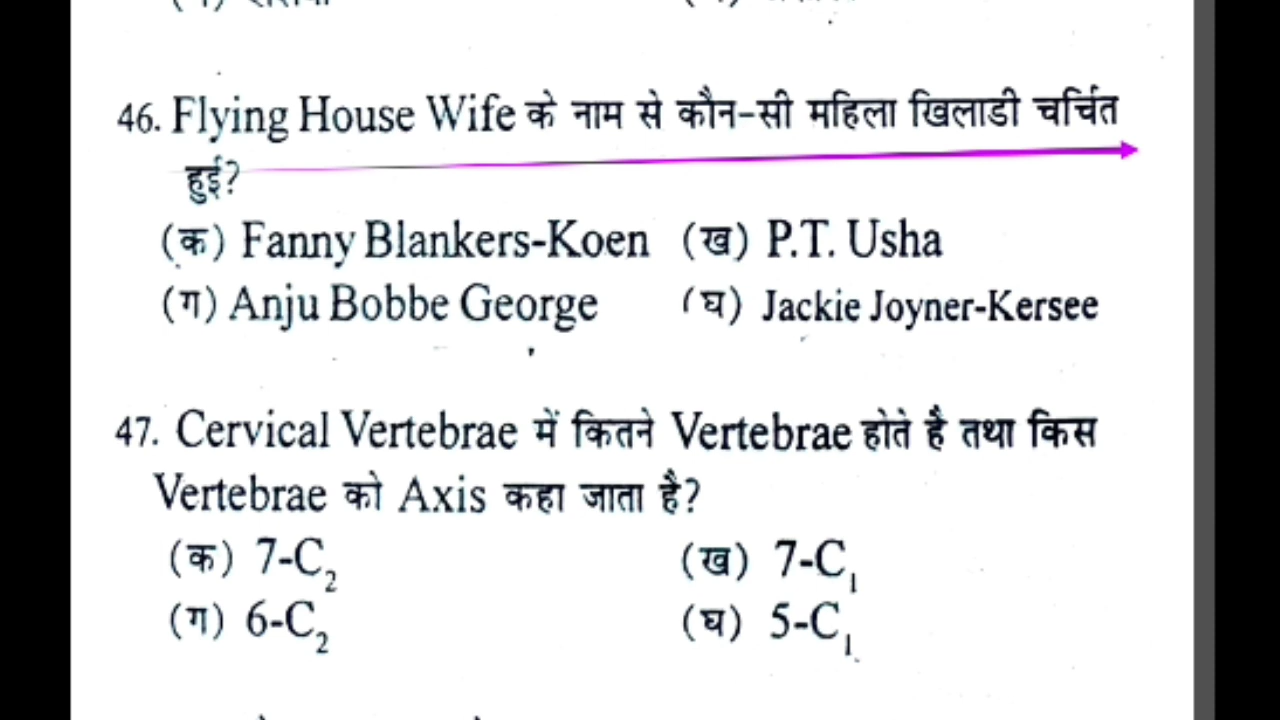 46. Flying House Wife के नाम से कौन-सी महिला खिलाडी चर्चित
हुई?
(क) Fanny Blankers-Koen (ख) P.T. Usha
(ग) Anju Bobbe George (घ) Jackie Joyner-Kersee
47. Cervical Vertebrae में कितने Vertebrae होते है तथा किस
Vertebrae को Axis कहा जाता है?
(क) 7-C₂ (ख) 7-C₁
(ग) 6-C₂ (घ) 5-C₁